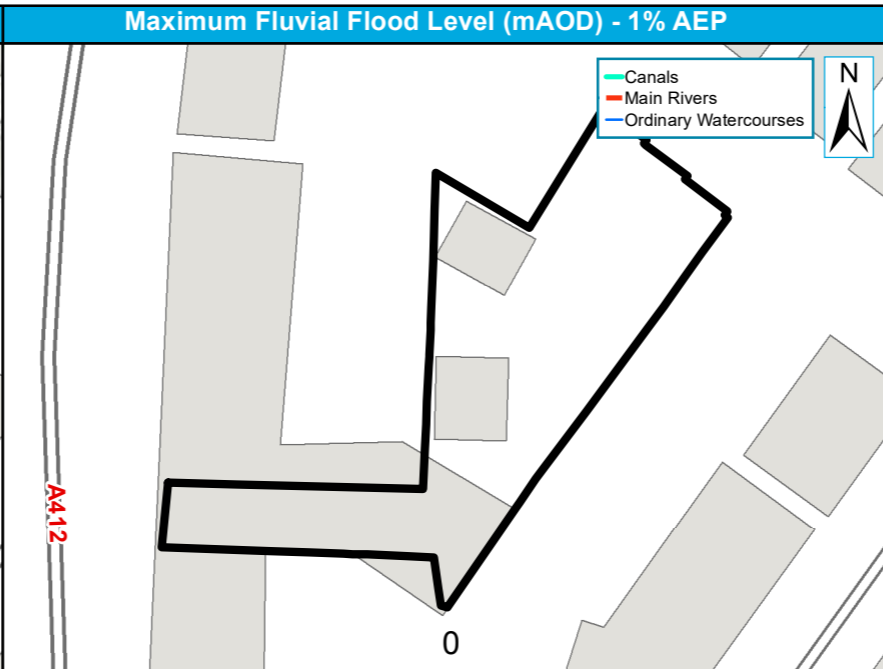 Maximum Fluvial Flood Level (mAOD) - 1% AEP
Canals
Main Rivers
Ordinary Watercourses
N
A412
0